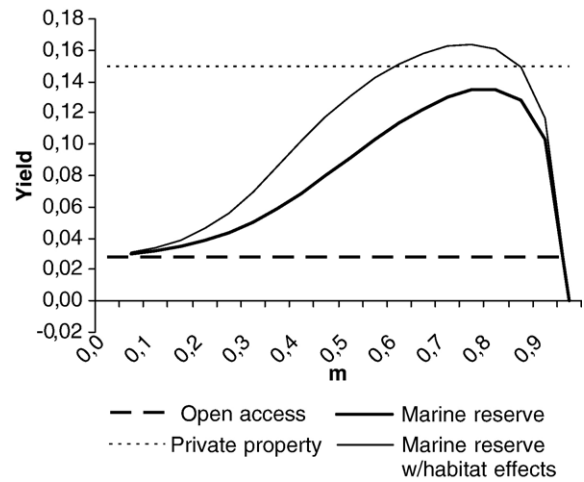 0,18
0,16
0,14
0,12
0,10
0,08
0,06
0,04
0,02
0,00
-0,02
Yield
0,0 0,1 0,2 0,3 0,4 0,5 0,6 0,7 0,8 0,9
m
Open access
Marine reserve
Private property
Marine reserve
w/habitat effects